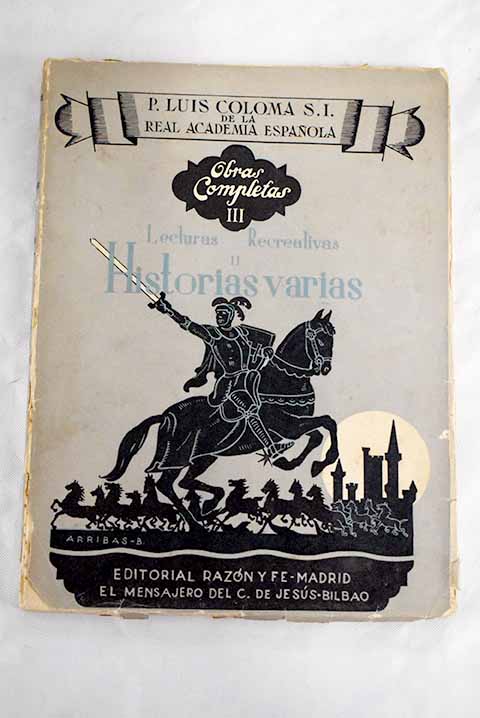 P. LUIS COLOMA S.I.
DE LA
REAL ACADEMIA ESPAÑOLA
Obras
Completas
III
Lecturas Recreativas
II
Historias varias
ARRIBAS-B.
EDITORIAL RAZÓN Y FE-MADRID
EL MENSAJERO DEL C. DE JESÚS-BILBAO